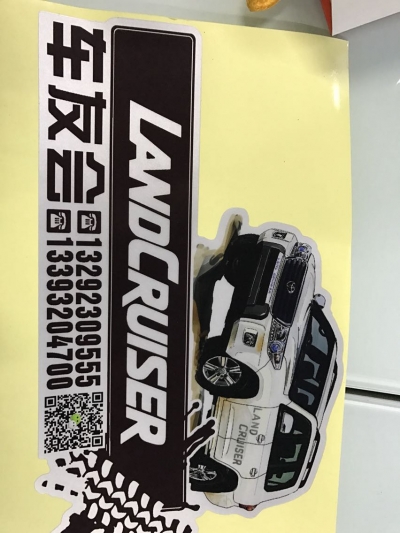 LANDCRUISER
车友会
☎13292309555
☎13393204700
LAND
CRUISER